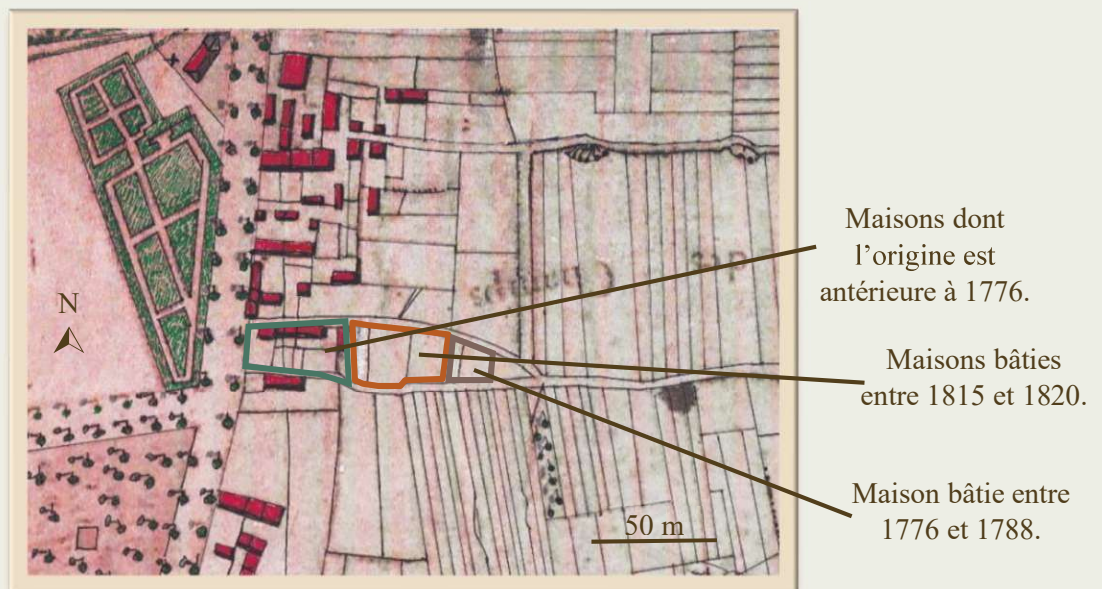 Maisons dont
l’origine est
antérieure à 1776.
N
Maisons bâties
entre 1815 et 1820.
Maison bâtie entre
1776 et 1788.
50 m